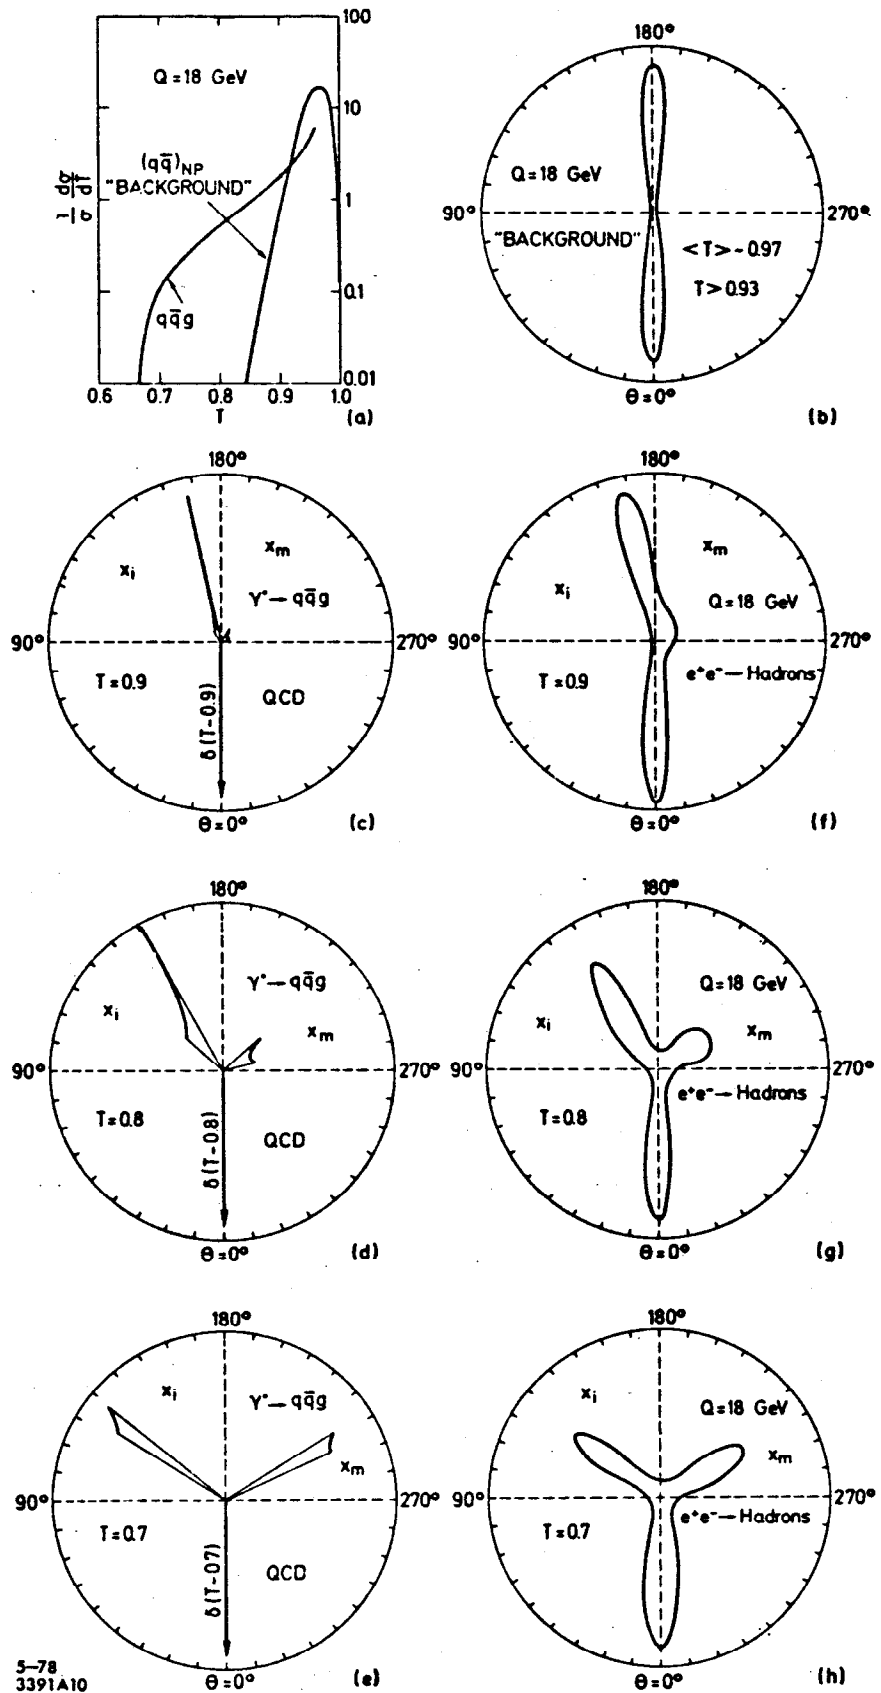 100
10
1
0.1
0.01
Q = 18 GeV
(qq̄)NP
"BACKGROUND"
1/σ dσ/dT
qq̄g
0.6 0.7 0.8 0.9 1.0
T
(a)
180°
Q = 18 GeV
90°
270°
"BACKGROUND"
<T> ~ 0.97
T > 0.93
θ = 0°
(b)
180°
xi
xm
γ* → qq̄g
90°
270°
T = 0.9
δ(T-0.9)
QCD
θ = 0°
(c)
180°
xm
xi
Q = 18 GeV
90°
270°
T = 0.9
e⁺e⁻ — Hadrons
θ = 0°
(f)
180°
γ* → qq̄g
xi
xm
90°
270°
T = 0.8
δ(T-0.8)
QCD
θ = 0°
(d)
180°
Q = 18 GeV
xi
xm
90°
270°
T = 0.8
e⁺e⁻ → Hadrons
θ = 0°
(g)
180°
xi
γ* → qq̄g
xm
90°
270°
T = 0.7
δ(T-0.7)
QCD
θ = 0°
(e)
180°
xi
Q = 18 GeV
xm
90°
270°
T = 0.7
e⁺e⁻ → Hadrons
θ = 0°
(h)
5-78
3391A10